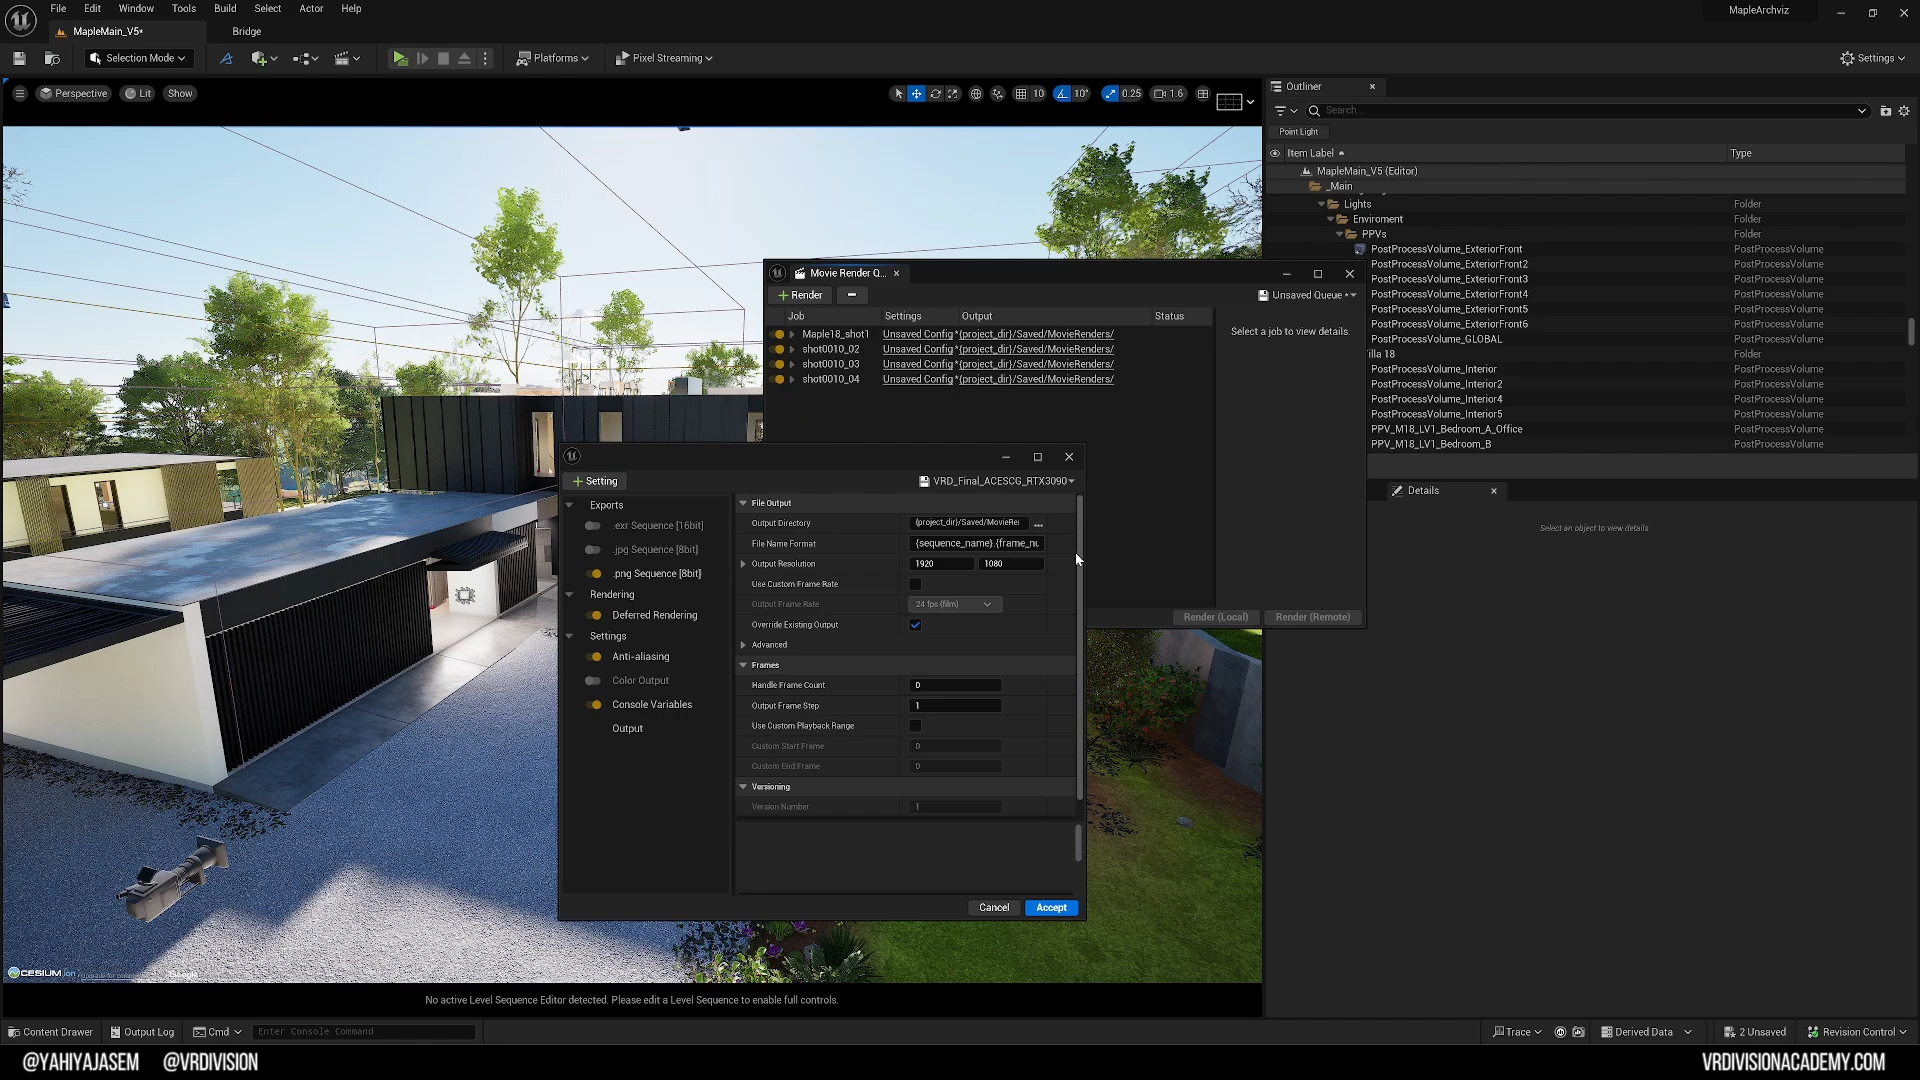 File Edit Window Tools Build Select Actor Help
MapleArchviz
MapleMain_V5*
Bridge
Selection Mode
Platforms
Pixel Streaming
Settings
Perspective
Lit
Show
10
10°
0.25
1.6
Outliner
Search...
Point Light
Item Label
Type
MapleMain_V5 (Editor)
_Main
Lights Folder
Enviroment Folder
PPVs Folder
PostProcessVolume_ExteriorFront PostProcessVolume
PostProcessVolume_ExteriorFront2 PostProcessVolume
PostProcessVolume_ExteriorFront3 PostProcessVolume
PostProcessVolume_ExteriorFront4 PostProcessVolume
PostProcessVolume_ExteriorFront5 PostProcessVolume
PostProcessVolume_ExteriorFront6 PostProcessVolume
PostProcessVolume_GLOBAL PostProcessVolume
illa 18 Folder
PostProcessVolume_Interior PostProcessVolume
PostProcessVolume_Interior2 PostProcessVolume
PostProcessVolume_Interior4 PostProcessVolume
PostProcessVolume_Interior5 PostProcessVolume
PPV_M18_LV1_Bedroom_A_Office PostProcessVolume
PPV_M18_LV1_Bedroom_B PostProcessVolume
Details
Select an object to view details.
Movie Render Q...
+ Render
Unsaved Queue *
Job Settings Output Status
Maple18_shot1 Unsaved Config* {project_dir}/Saved/MovieRenders/
shot0010_02 Unsaved Config* {project_dir}/Saved/MovieRenders/
shot0010_03 Unsaved Config* {project_dir}/Saved/MovieRenders/
shot0010_04 Unsaved Config* {project_dir}/Saved/MovieRenders/
Select a job to view details.
Render (Local)
Render (Remote)
+ Setting
VRD_Final_ACESCG_RTX3090
Exports
.exr Sequence [16bit]
.jpg Sequence [8bit]
.png Sequence [8bit]
Rendering
Deferred Rendering
Settings
Anti-aliasing
Color Output
Console Variables
Output
File Output
Output Directory {project_dir}/Saved/MovieRei ...
File Name Format {sequence_name}.{frame_nu
Output Resolution 1920 1080
Use Custom Frame Rate
Output Frame Rate 24 fps (film)
Override Existing Output
Advanced
Frames
Handle Frame Count 0
Output Frame Step 1
Use Custom Playback Range
Custom Start Frame 0
Custom End Frame 0
Versioning
Version Number 1
Cancel
Accept
CESIUM ion
Google
No active Level Sequence Editor detected. Please edit a Level Sequence to enable full controls.
Content Drawer
Output Log
Cmd
Enter Console Command
Trace
Derived Data
2 Unsaved
Revision Control
@YAHIYAJASEM @VRDIVISION
VRDIVISIONACADEMY.COM